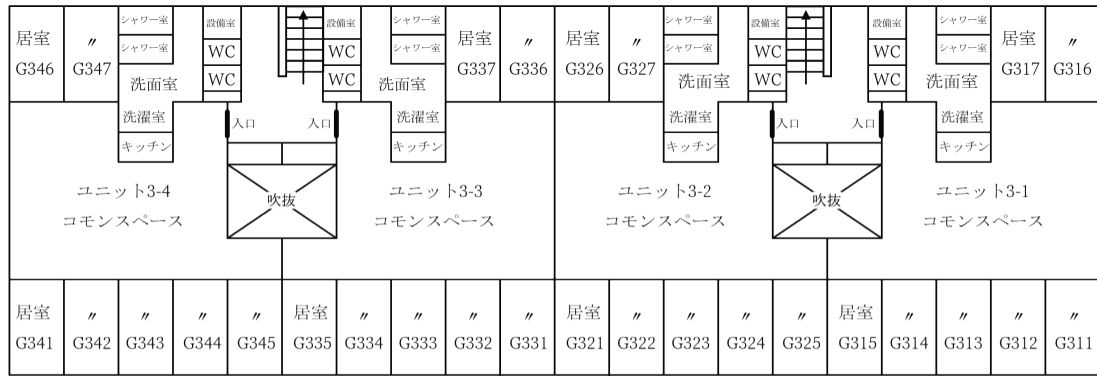 シャワー室 設備室 設備室 シャワー室 シャワー室 設備室 設備室 シャワー室
居室 〃 居室 〃 居室 〃 居室 〃
シャワー室 WC WC シャワー室 シャワー室 WC WC シャワー室
G346 G347 G337 G336 G326 G327 G317 G316
洗面室 WC WC 洗面室 洗面室 WC WC 洗面室
洗濯室 入口 入口 洗濯室 洗濯室 入口 入口 洗濯室
キッチン キッチン キッチン キッチン
ユニット3-4 吹抜 ユニット3-3 ユニット3-2 吹抜 ユニット3-1
コモンスペース コモンスペース コモンスペース コモンスペース
居室 〃 〃 〃 〃 居室 〃 〃 〃 〃 居室 〃 〃 〃 〃 居室 〃 〃 〃 〃
G341 G342 G343 G344 G345 G335 G334 G333 G332 G331 G321 G322 G323 G324 G325 G315 G314 G313 G312 G311